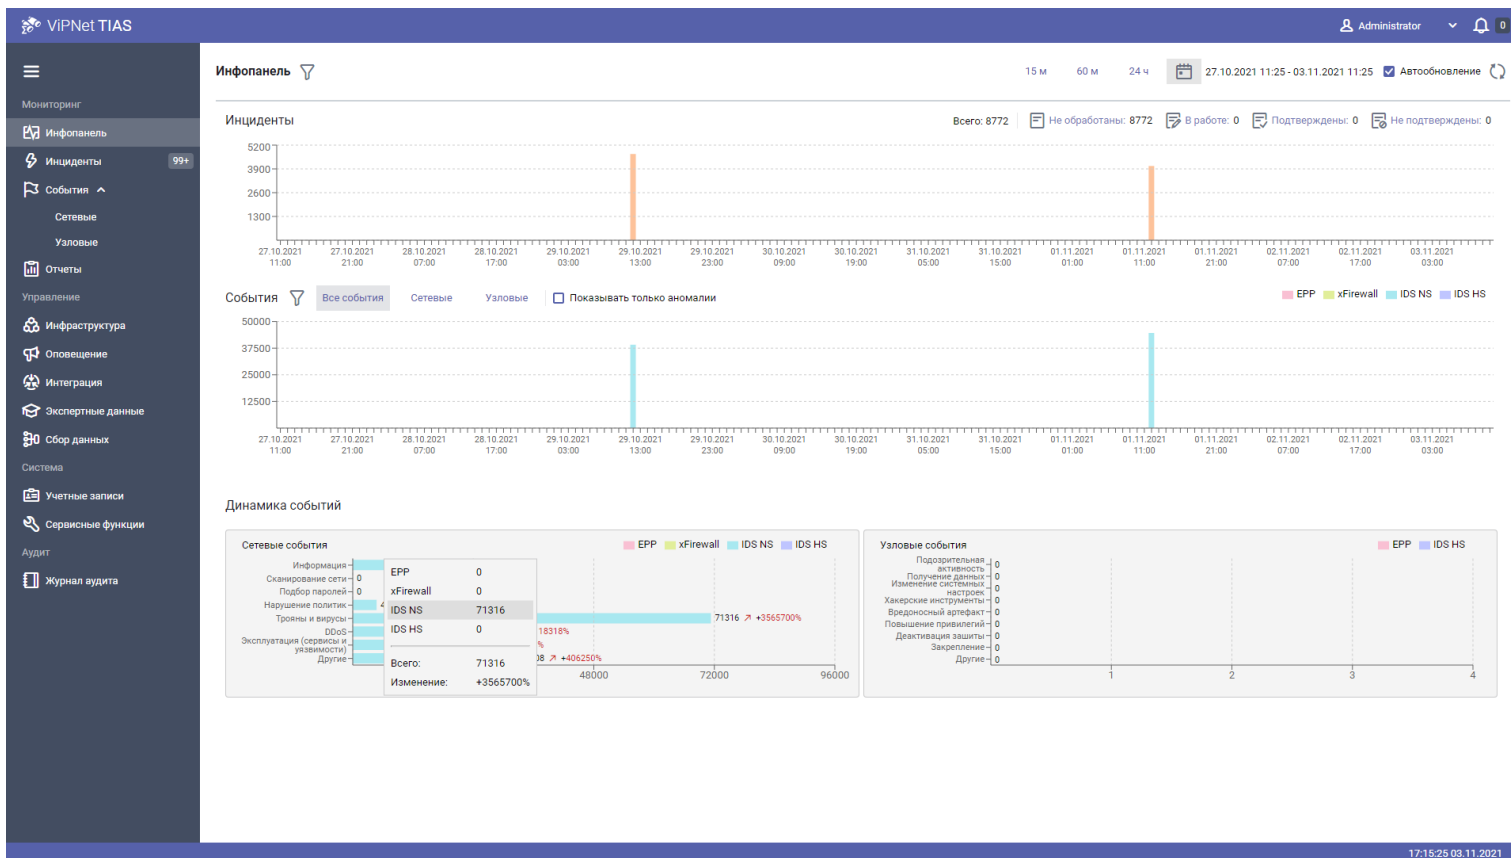 ViPNet TIAS
Administrator
0
Инфопанель
15 м 60 м 24 ч 27.10.2021 11:25 - 03.11.2021 11:25 Автообновление
Мониторинг
Инфопанель
Инциденты 99+
События
Сетевые
Узловые
Отчеты
Управление
Инфраструктура
Оповещение
Интеграция
Экспертные данные
Сбор данных
Система
Учетные записи
Сервисные функции
Аудит
Журнал аудита
Инциденты
Всего: 8772 Не обработаны: 8772 В работе: 0 Подтверждены: 0 Не подтверждены: 0
5200
3900
2600
1300
27.10.2021 27.10.2021 28.10.2021 28.10.2021 29.10.2021 29.10.2021 29.10.2021 30.10.2021 30.10.2021 31.10.2021 31.10.2021 01.11.2021 01.11.2021 01.11.2021 02.11.2021 02.11.2021 03.11.2021
11:00 21:00 07:00 17:00 03:00 13:00 23:00 09:00 19:00 05:00 15:00 01:00 11:00 21:00 07:00 17:00 03:00
События Все события Сетевые Узловые Показывать только аномалии
EPP xFirewall IDS NS IDS HS
50000
37500
25000
12500
27.10.2021 27.10.2021 28.10.2021 28.10.2021 29.10.2021 29.10.2021 29.10.2021 30.10.2021 30.10.2021 31.10.2021 31.10.2021 01.11.2021 01.11.2021 01.11.2021 02.11.2021 02.11.2021 03.11.2021
11:00 21:00 07:00 17:00 03:00 13:00 23:00 09:00 19:00 05:00 15:00 01:00 11:00 21:00 07:00 17:00 03:00
Динамика событий
Сетевые события
EPP xFirewall IDS NS IDS HS
Информация
Сканирование сети 0
Подбор паролей 0
Нарушение политик 4
Трояны и вирусы 71316 +3565700%
DDoS 18318%
Эксплуатация (сервисы и
уязвимости) %
Другие 08 +406250%
48000 72000 96000
EPP 0
xFirewall 0
IDS NS 71316
IDS HS 0
Всего: 71316
Изменение: +3565700%
Узловые события
EPP IDS HS
Подозрительная
активность 0
Получение данных 0
Изменение системных
настроек 0
Хакерские инструменты 0
Вредоносный артефакт 0
Повышение привилегий 0
Деактивация зашиты 0
Закрепление 0
Другие 0
1 2 3 4
17:15:25 03.11.2021